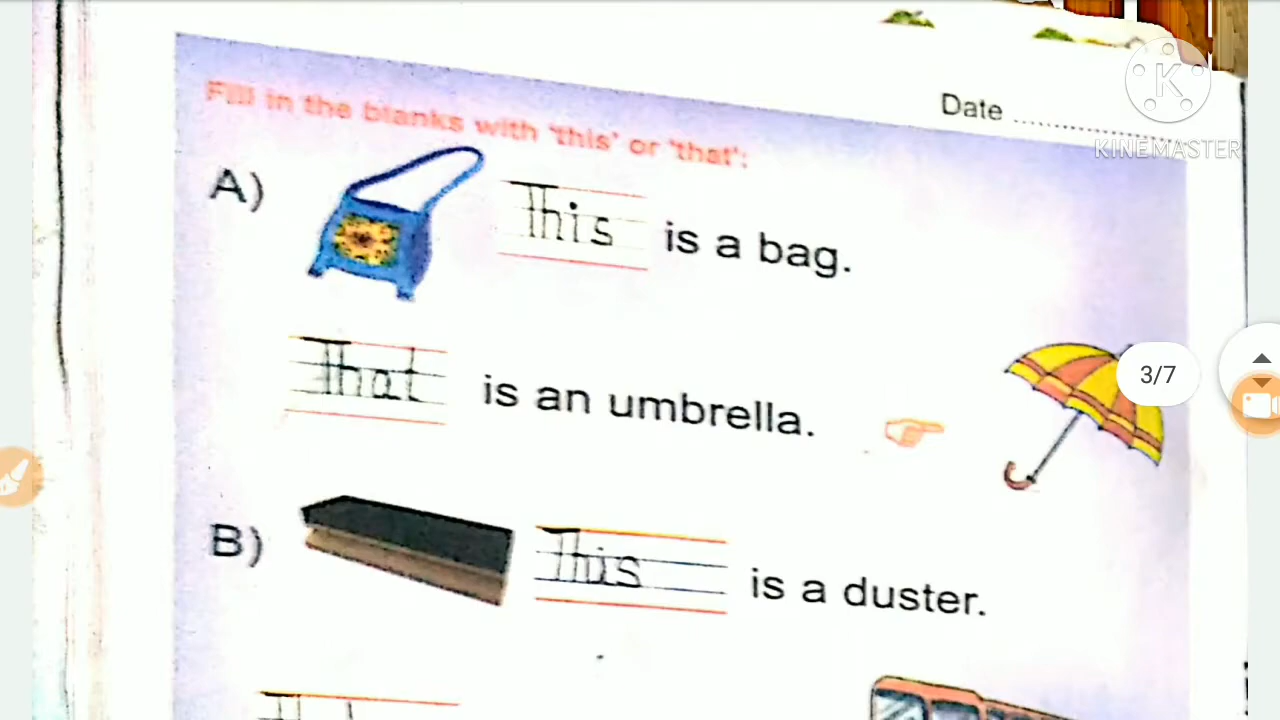 Date ....................
K
KINEMASTER
Fill in the blanks with 'this' or 'that':
A) This is a bag.
That is an umbrella.
3/7
B) This is a duster.